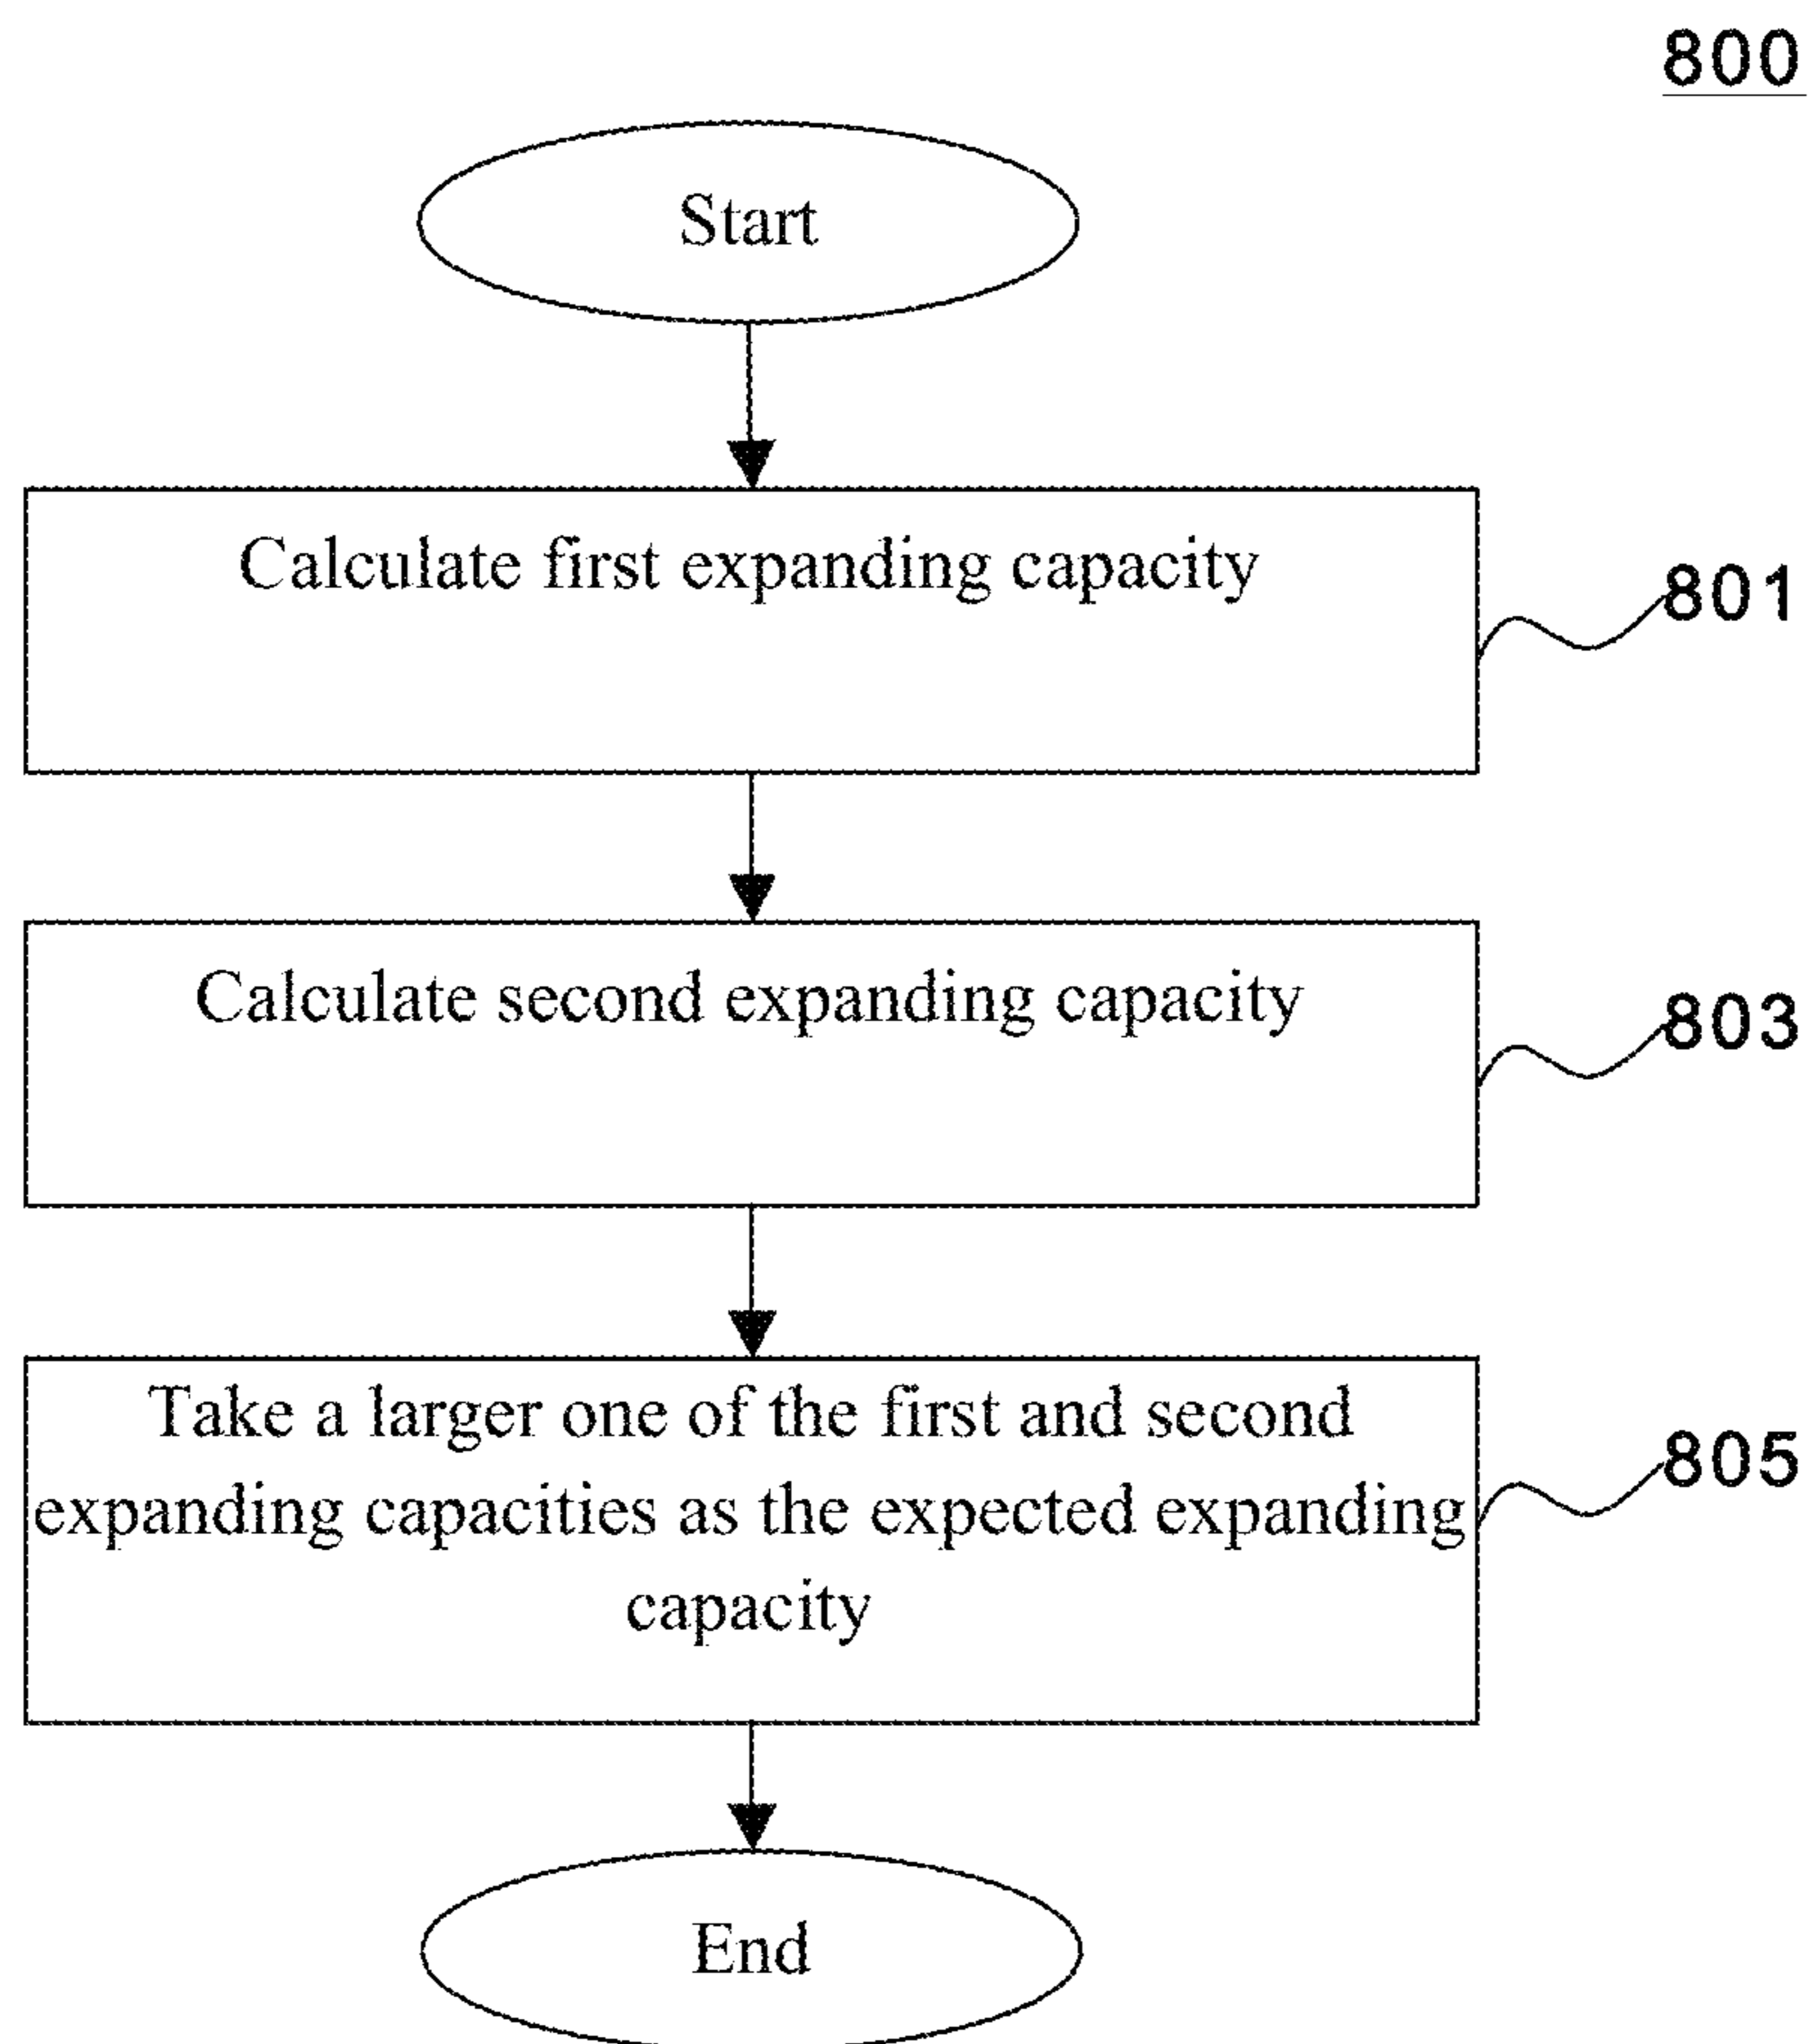 800
Start
Calculate first expanding capacity
801
Calculate second expanding capacity
803
Take a larger one of the first and second
expanding capacities as the expected expanding
capacity
805
End